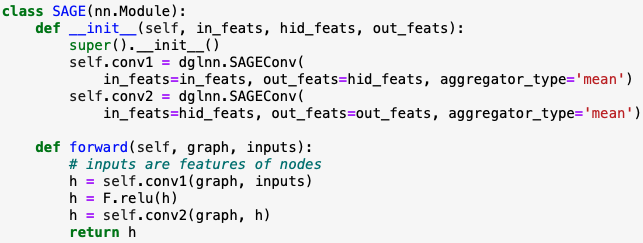 class SAGE(nn.Module):
    def __init__(self, in_feats, hid_feats, out_feats):
        super().__init__()
        self.conv1 = dglnn.SAGEConv(
            in_feats=in_feats, out_feats=hid_feats, aggregator_type='mean')
        self.conv2 = dglnn.SAGEConv(
            in_feats=hid_feats, out_feats=out_feats, aggregator_type='mean')

    def forward(self, graph, inputs):
        # inputs are features of nodes
        h = self.conv1(graph, inputs)
        h = F.relu(h)
        h = self.conv2(graph, h)
        return h